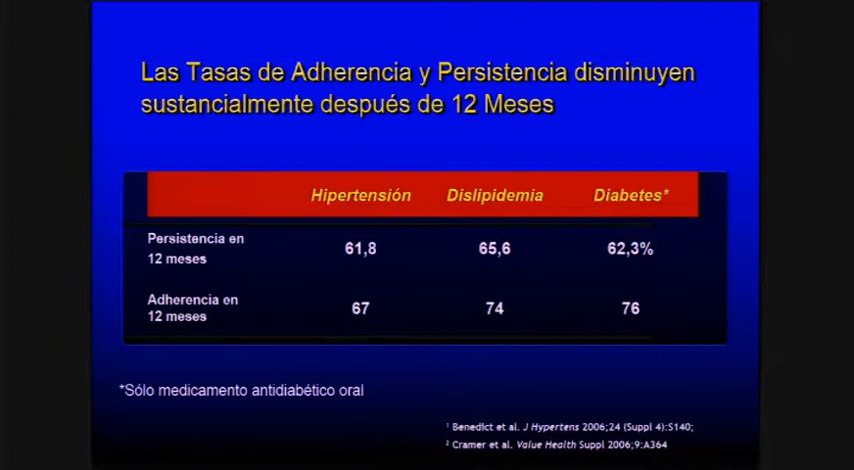 Las Tasas de Adherencia y Persistencia disminuyen
sustancialmente después de 12 Meses
Hipertensión Dislipidemia Diabetes*
Persistencia en
12 meses
61,8 65,6 62,3%
Adherencia en
12 meses
67 74 76
*Sólo medicamento antidiabético oral
¹ Benedict et al. J Hypertens 2006;24 (Suppl 4):S140;
² Cramer et al. Value Health Suppl 2006;9:A364